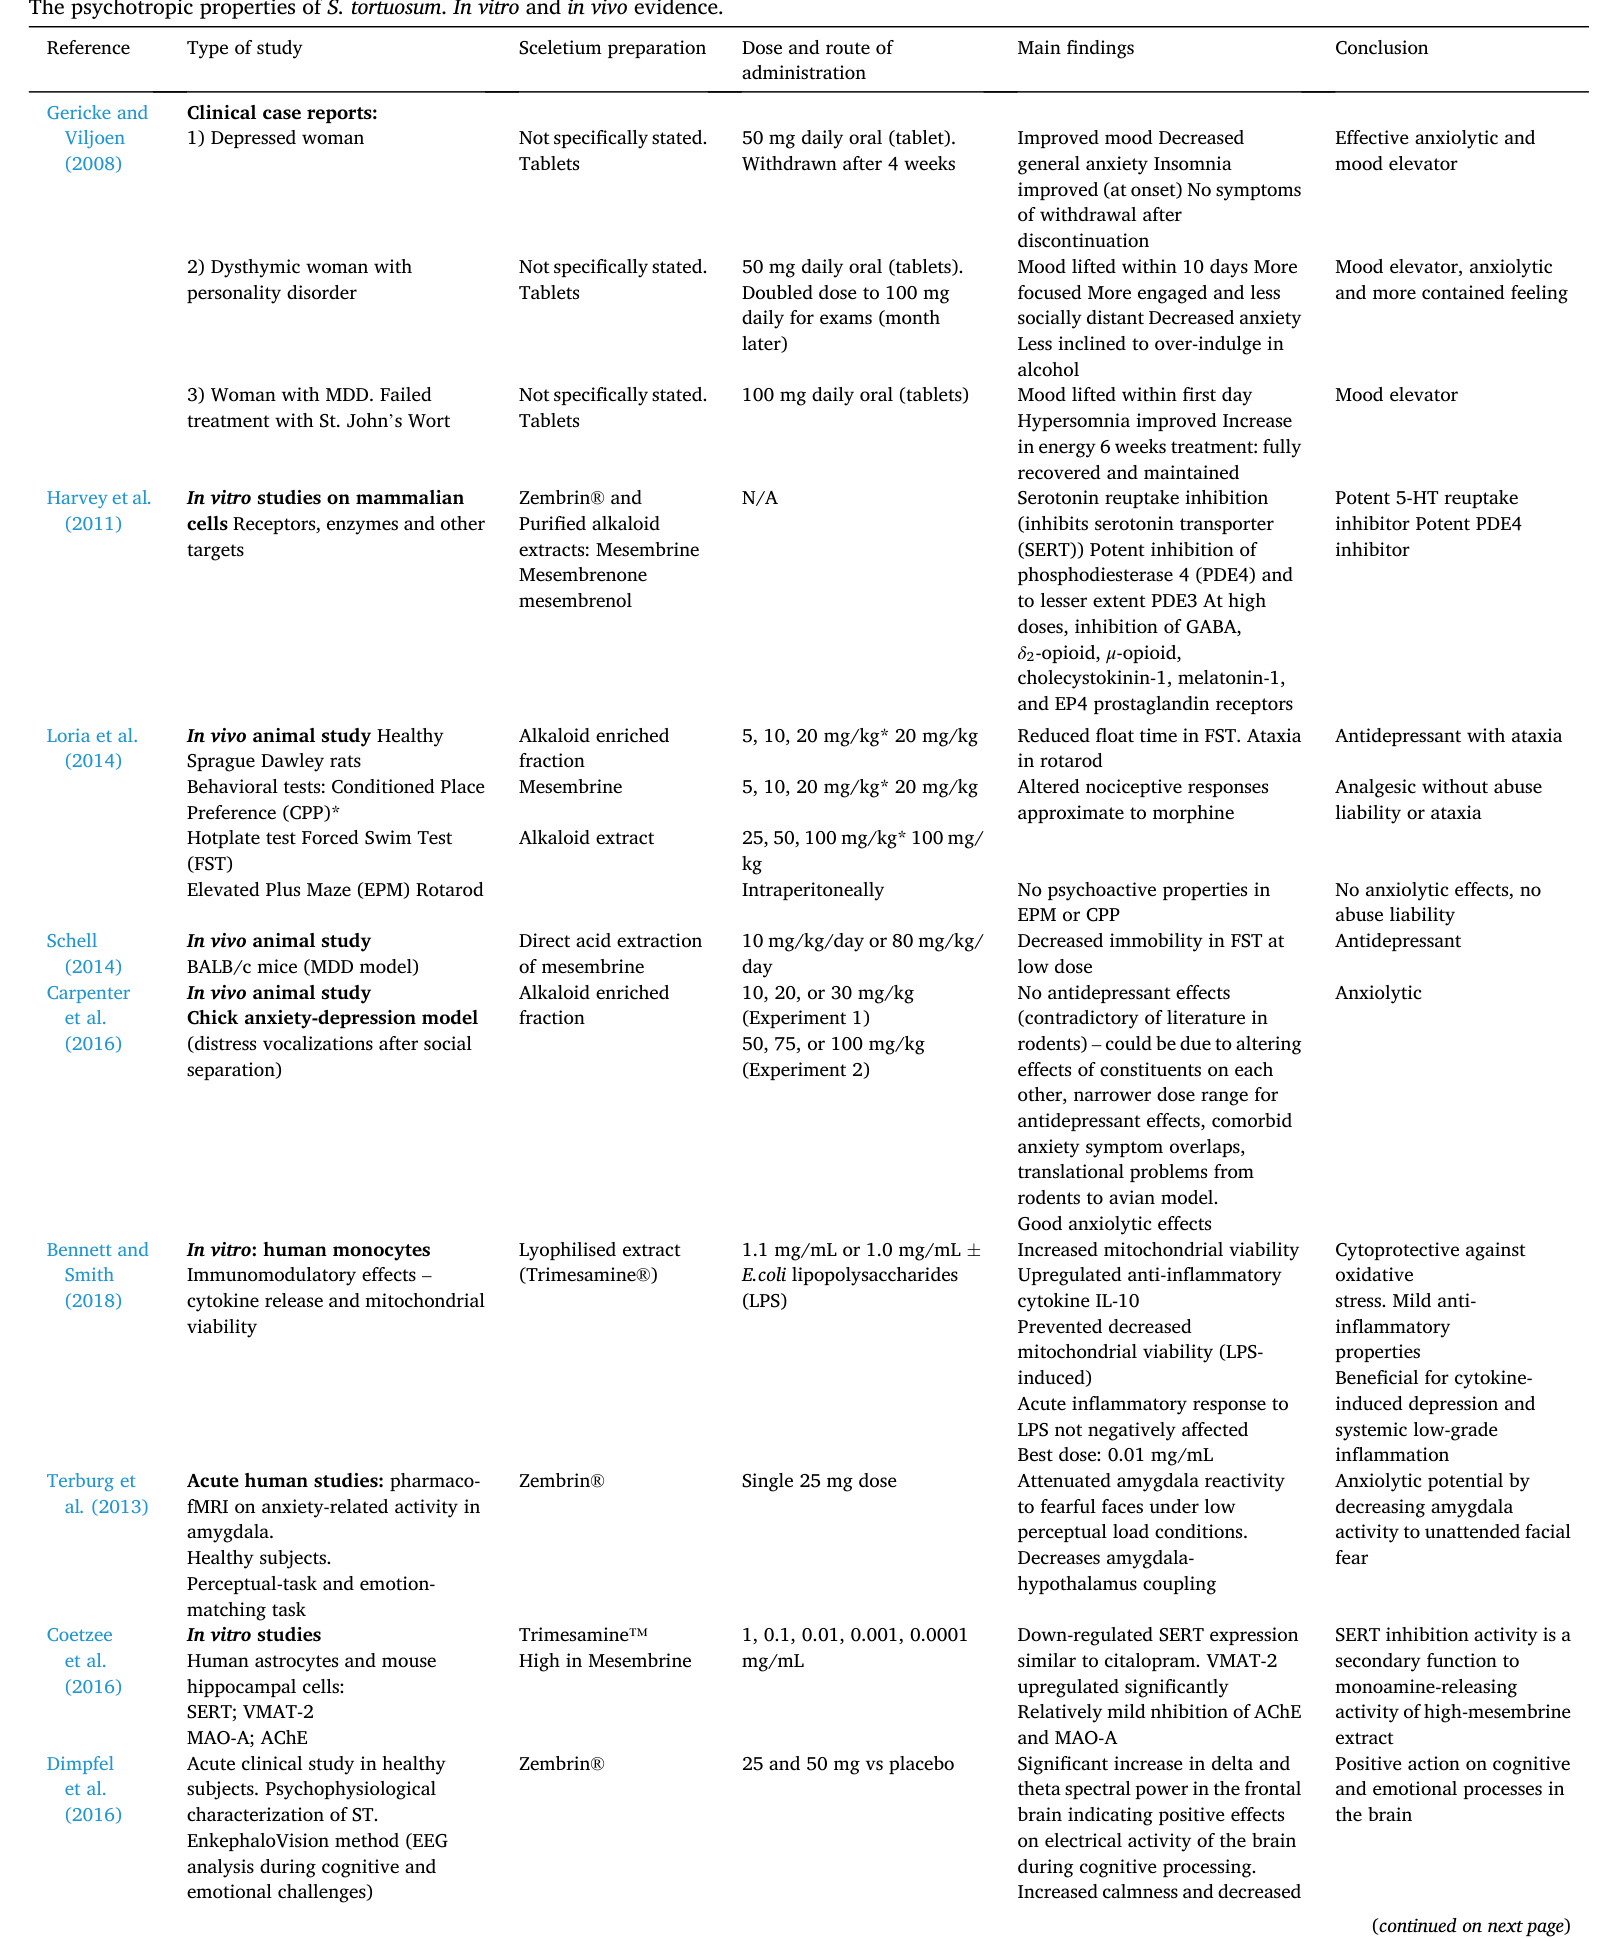 The psychotropic properties of S. tortuosum. In vitro and in vivo evidence.
Reference
Type of study
Sceletium preparation
Dose and route of
administration
Main findings
Conclusion
Gericke and
Viljoen
(2008)
Clinical case reports:
1) Depressed woman
Not specifically stated.
Tablets
50 mg daily oral (tablet).
Withdrawn after 4 weeks
Improved mood Decreased
general anxiety Insomnia
improved (at onset) No symptoms
of withdrawal after
discontinuation
Effective anxiolytic and
mood elevator
2) Dysthymic woman with
personality disorder
Not specifically stated.
Tablets
50 mg daily oral (tablets).
Doubled dose to 100 mg
daily for exams (month
later)
Mood lifted within 10 days More
focused More engaged and less
socially distant Decreased anxiety
Less inclined to over-indulge in
alcohol
Mood elevator, anxiolytic
and more contained feeling
3) Woman with MDD. Failed
treatment with St. John’s Wort
Not specifically stated.
Tablets
100 mg daily oral (tablets)
Mood lifted within first day
Hypersomnia improved Increase
in energy 6 weeks treatment: fully
recovered and maintained
Mood elevator
Harvey et al.
(2011)
In vitro studies on mammalian
cells Receptors, enzymes and other
targets
Zembrin® and
Purified alkaloid
extracts: Mesembrine
Mesembrenone
mesembrenol
N/A
Serotonin reuptake inhibition
(inhibits serotonin transporter
(SERT)) Potent inhibition of
phosphodiesterase 4 (PDE4) and
to lesser extent PDE3 At high
doses, inhibition of GABA,
δ₂-opioid, μ-opioid,
cholecystokinin-1, melatonin-1,
and EP4 prostaglandin receptors
Potent 5-HT reuptake
inhibitor Potent PDE4
inhibitor
Loria et al.
(2014)
In vivo animal study Healthy
Sprague Dawley rats
Alkaloid enriched
fraction
5, 10, 20 mg/kg* 20 mg/kg
Reduced float time in FST. Ataxia
in rotarod
Antidepressant with ataxia
Behavioral tests: Conditioned Place
Preference (CPP)*
Mesembrine
5, 10, 20 mg/kg* 20 mg/kg
Altered nociceptive responses
approximate to morphine
Analgesic without abuse
liability or ataxia
Hotplate test Forced Swim Test
(FST)
Alkaloid extract
25, 50, 100 mg/kg* 100 mg/
kg
Elevated Plus Maze (EPM) Rotarod
Intraperitoneally
No psychoactive properties in
EPM or CPP
No anxiolytic effects, no
abuse liability
Schell
(2014)
In vivo animal study
BALB/c mice (MDD model)
Direct acid extraction
of mesembrine
10 mg/kg/day or 80 mg/kg/
day
Decreased immobility in FST at
low dose
Antidepressant
Carpenter
et al.
(2016)
In vivo animal study
Chick anxiety-depression model
(distress vocalizations after social
separation)
Alkaloid enriched
fraction
10, 20, or 30 mg/kg
(Experiment 1)
50, 75, or 100 mg/kg
(Experiment 2)
No antidepressant effects
(contradictory of literature in
rodents) – could be due to altering
effects of constituents on each
other, narrower dose range for
antidepressant effects, comorbid
anxiety symptom overlaps,
translational problems from
rodents to avian model.
Good anxiolytic effects
Anxiolytic
Bennett and
Smith
(2018)
In vitro: human monocytes
Immunomodulatory effects –
cytokine release and mitochondrial
viability
Lyophilised extract
(Trimesamine®)
1.1 mg/mL or 1.0 mg/mL ±
E.coli lipopolysaccharides
(LPS)
Increased mitochondrial viability
Upregulated anti-inflammatory
cytokine IL-10
Prevented decreased
mitochondrial viability (LPS-
induced)
Acute inflammatory response to
LPS not negatively affected
Best dose: 0.01 mg/mL
Cytoprotective against
oxidative
stress. Mild anti-
inflammatory
properties
Beneficial for cytokine-
induced depression and
systemic low-grade
inflammation
Terburg et
al. (2013)
Acute human studies: pharmaco-
fMRI on anxiety-related activity in
amygdala.
Healthy subjects.
Perceptual-task and emotion-
matching task
Zembrin®
Single 25 mg dose
Attenuated amygdala reactivity
to fearful faces under low
perceptual load conditions.
Decreases amygdala-
hypothalamus coupling
Anxiolytic potential by
decreasing amygdala
activity to unattended facial
fear
Coetzee
et al.
(2016)
In vitro studies
Human astrocytes and mouse
hippocampal cells:
SERT; VMAT-2
MAO-A; AChE
Trimesamine™
High in Mesembrine
1, 0.1, 0.01, 0.001, 0.0001
mg/mL
Down-regulated SERT expression
similar to citalopram. VMAT-2
upregulated significantly
Relatively mild nhibition of AChE
and MAO-A
SERT inhibition activity is a
secondary function to
monoamine-releasing
activity of high-mesembrine
extract
Dimpfel
et al.
(2016)
Acute clinical study in healthy
subjects. Psychophysiological
characterization of ST.
EnkephaloVision method (EEG
analysis during cognitive and
emotional challenges)
Zembrin®
25 and 50 mg vs placebo
Significant increase in delta and
theta spectral power in the frontal
brain indicating positive effects
on electrical activity of the brain
during cognitive processing.
Increased calmness and decreased
Positive action on cognitive
and emotional processes in
the brain
(continued on next page)